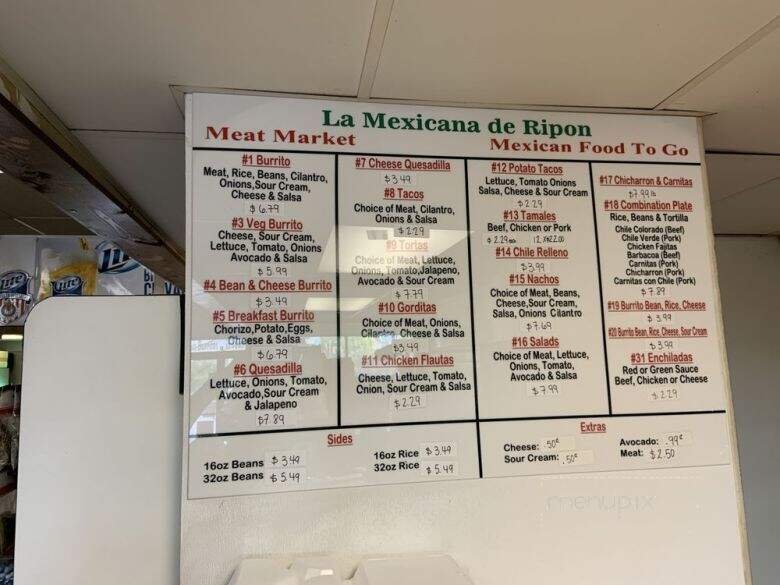 La Mexicana de Ripon
Meat Market
Mexican Food To Go
#1 Burrito
Meat, Rice, Beans, Cilantro,
Onions,Sour Cream,
Cheese & Salsa
$6.79
#3 Veg Burrito
Cheese, Sour Cream,
Lettuce, Tomato, Onions
Avocado & Salsa
$5.99
#4 Bean & Cheese Burrito
$3.49
#5 Breakfast Burrito
Chorizo,Potato,Eggs,
Cheese & Salsa
$6.79
#6 Quesadilla
Lettuce, Onions, Tomato,
Avocado,Sour Cream
& Jalapeno
$7.89
#7 Cheese Quesadilla
$3.49
#8 Tacos
Choice of Meat, Cilantro,
Onions & Salsa
$2.29
#9 Tortas
Choice of Meat, Lettuce,
Onions, Tomato,Jalapeno,
Avocado & Sour Cream
$7.79
#10 Gorditas
Choice of Meat, Onions,
Cilantro, Cheese & Salsa
$3.49
#11 Chicken Flautas
Cheese, Lettuce, Tomato,
Onion, Sour Cream & Salsa
$2.29
#12 Potato Tacos
Lettuce, Tomato Onions
Salsa, Cheese & Sour Cream
$2.29
#13 Tamales
Beef, Chicken or Pork
$2.29ea 12 /$22.00
#14 Chile Relleno
$3.99
#15 Nachos
Choice of Meat, Beans,
Cheese,Sour Cream,
Salsa, Onions Cilantro
$7.69
#16 Salads
Choice of Meat, Lettuce,
Onions, Tomato,
Avocado & Salsa
$7.99
#17 Chicharron & Carnitas
$7.99lb
#18 Combination Plate
Rice, Beans & Tortilla
Chile Colorado (Beef)
Chile Verde (Pork)
Chicken Fajitas
Barbacoa (Beef)
Carnitas (Pork)
Chicharron (Pork)
Carnitas con Chile (Pork)
$7.89
#19 Burrito Bean, Rice, Cheese
$3.99
#20 Burrito Bean, Rice, Cheese, Sour Cream
$3.99
#31 Enchiladas
Red or Green Sauce
Beef, Chicken or Cheese
$2.29
Sides
16oz Beans $3.49
32oz Beans $5.49
16oz Rice $3.49
32oz Rice $5.49
Extras
Cheese: .50¢
Sour Cream: .50¢
Avocado: .99¢
Meat: $2.50
Lite
menupix